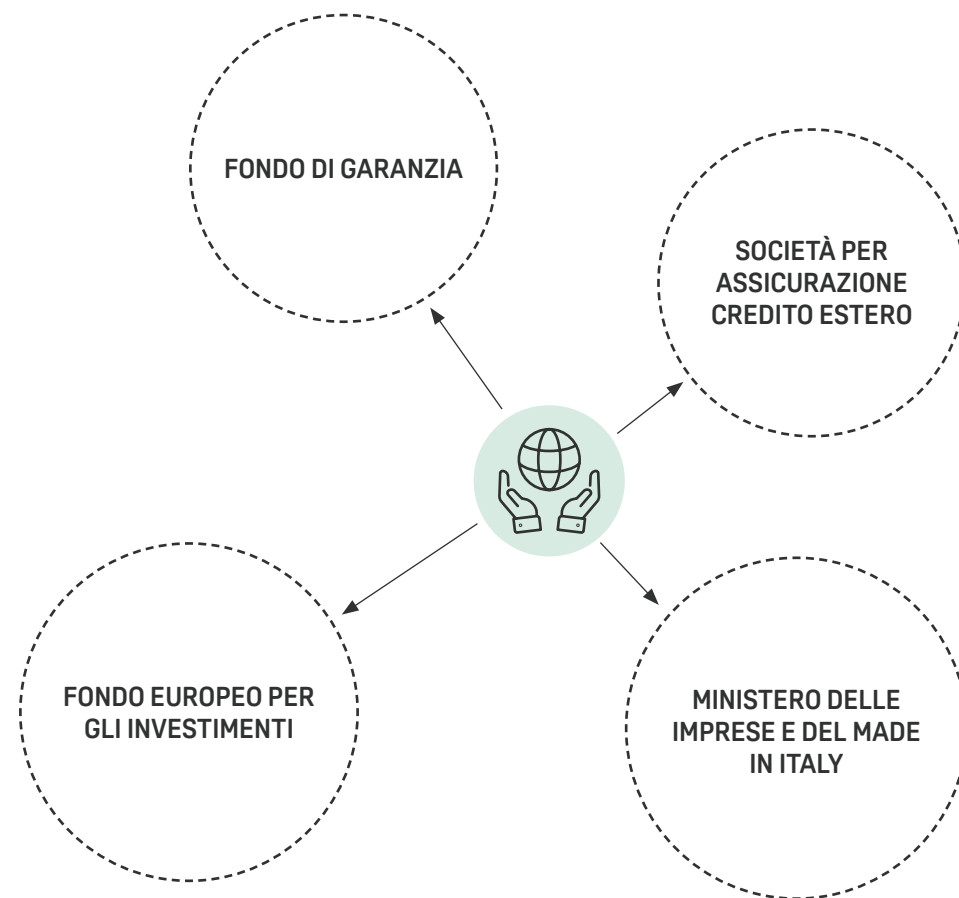 FONDO DI GARANZIA
SOCIETÀ PER
ASSICURAZIONE
CREDITO ESTERO
FONDO EUROPEO PER
GLI INVESTIMENTI
MINISTERO DELLE
IMPRESE E DEL MADE
IN ITALY